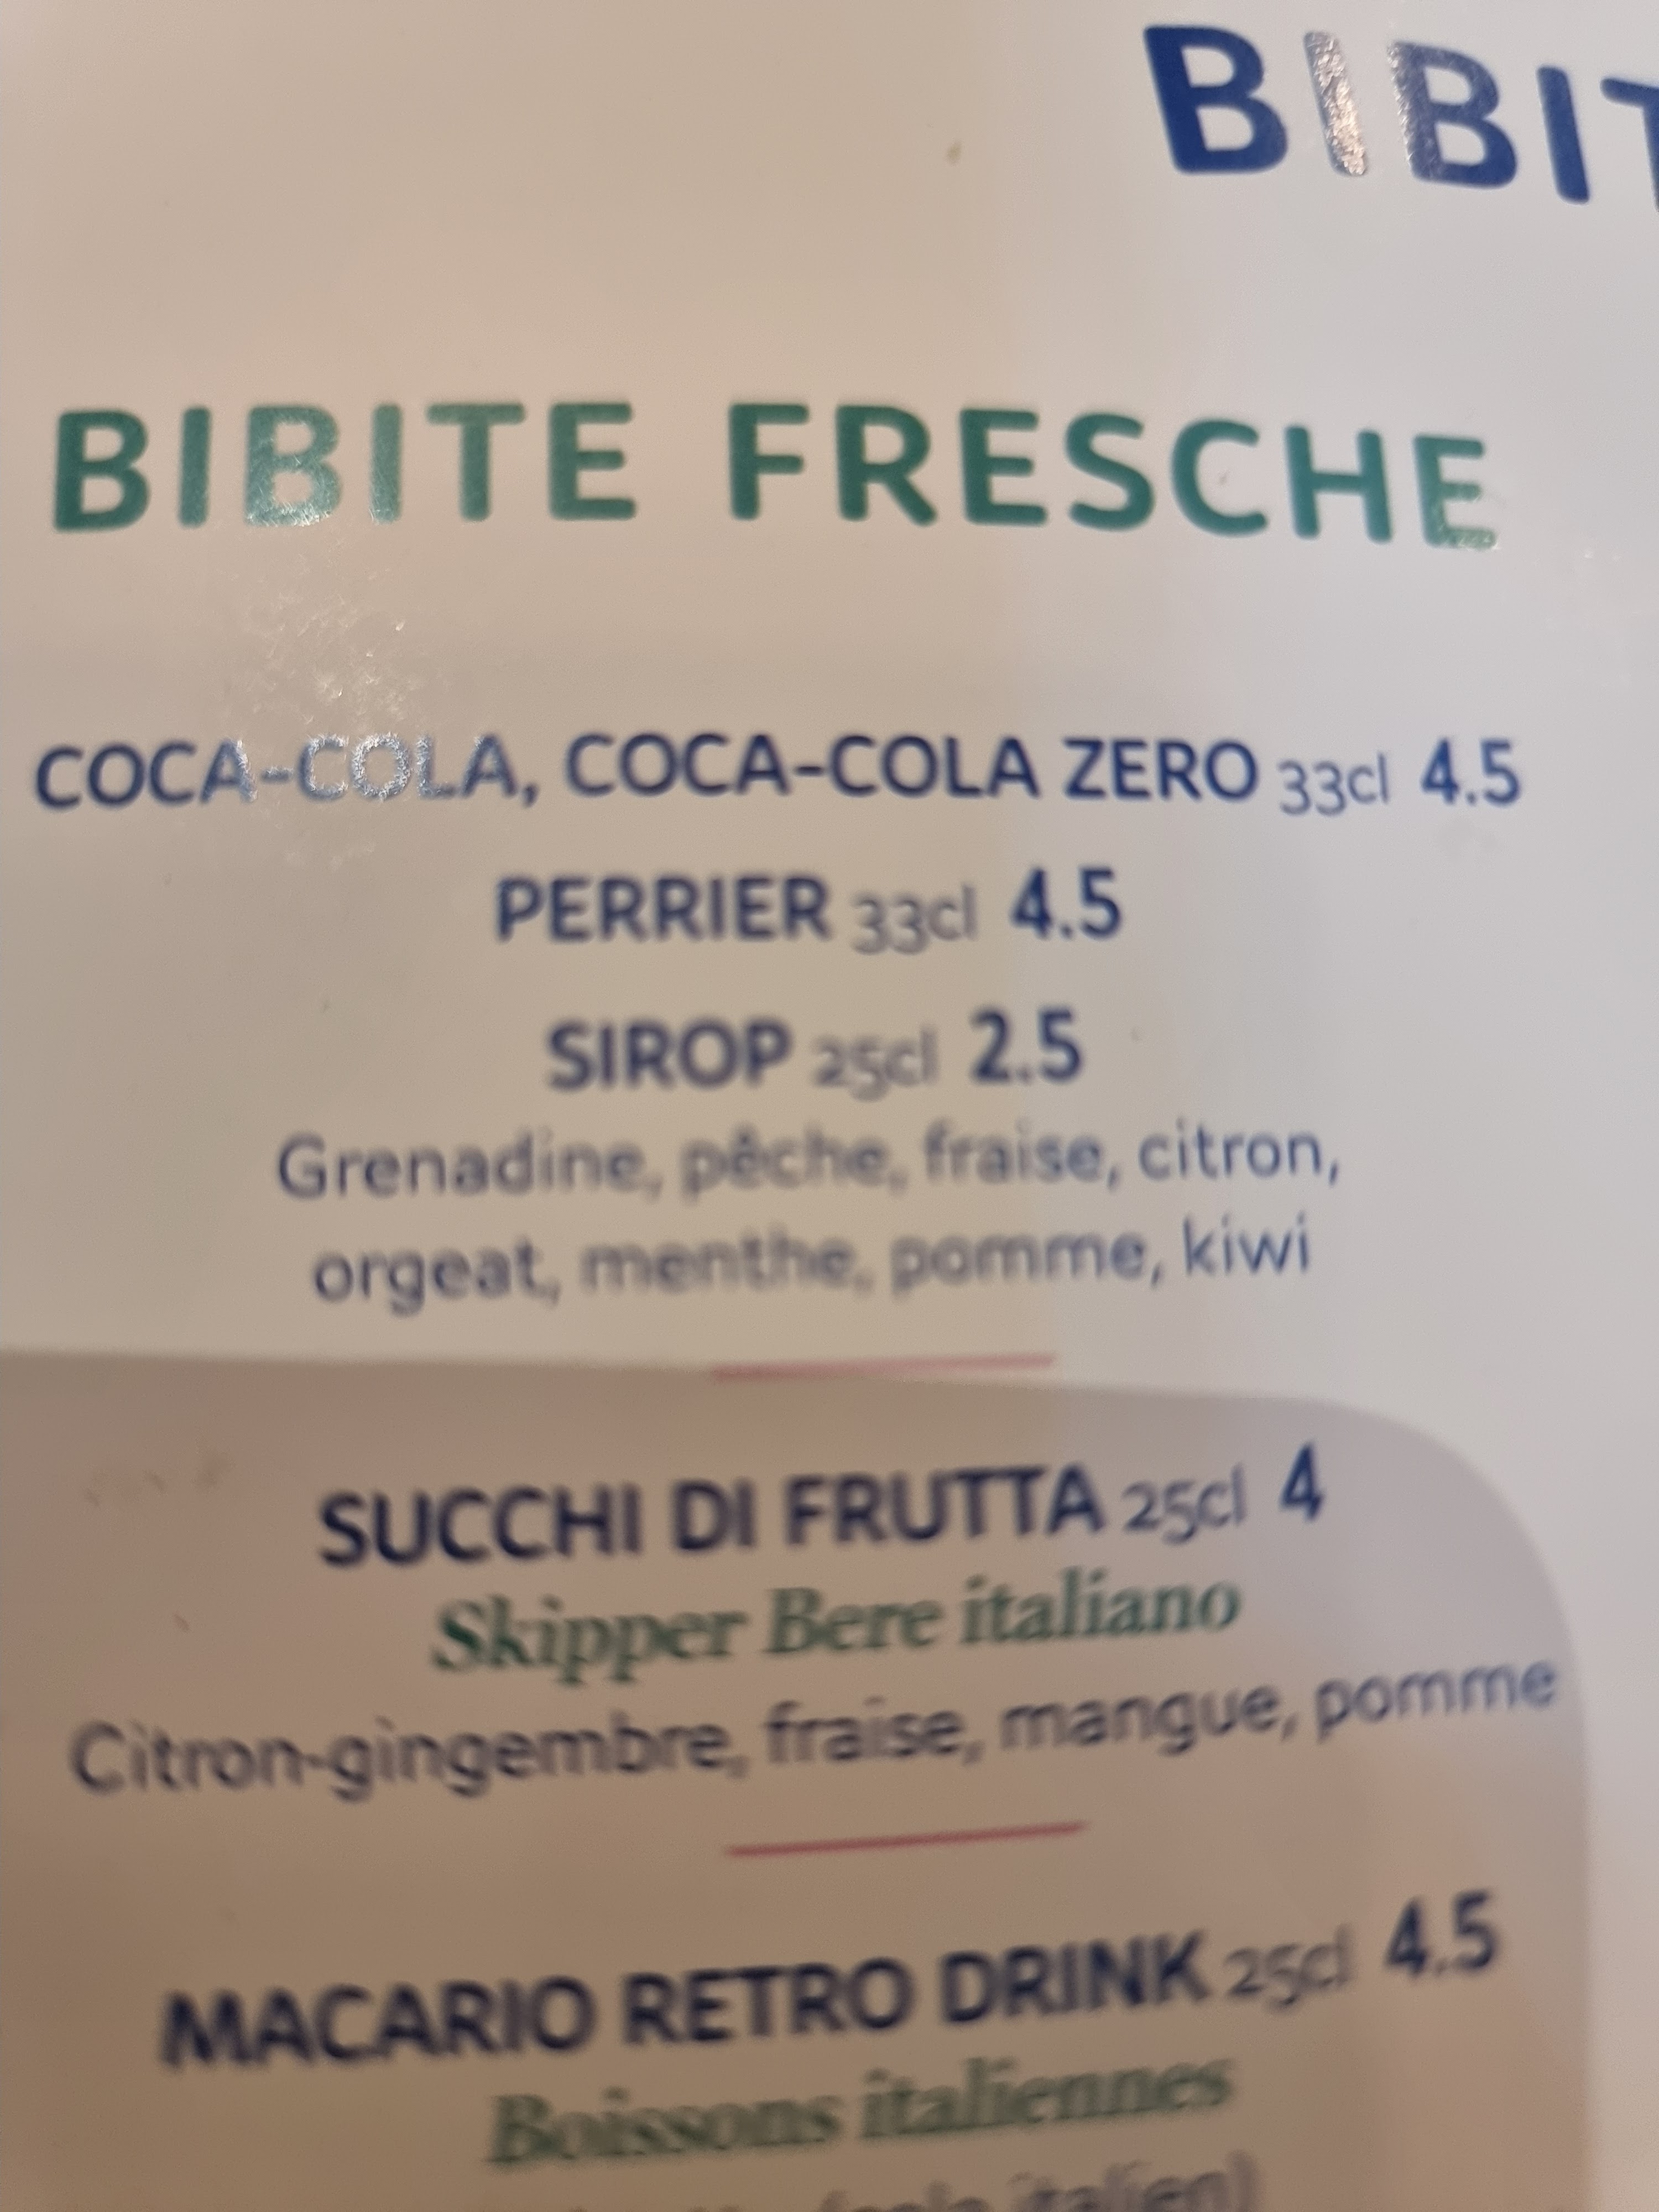 BIBIT
BIBITE FRESCHE
COCA-COLA, COCA-COLA ZERO 33cl 4.5
PERRIER 33cl 4.5
SIROP 25cl 2.5
Grenadine, pêche, fraise, citron,
orgeat, menthe, pomme, kiwi
SUCCHI DI FRUTTA 25cl 4
Skipper Bere italiano
Citron-gingembre, fraise, mangue, pomme
MACARIO RETRO DRINK 25cl 4.5
Boissons italiennes
italien)